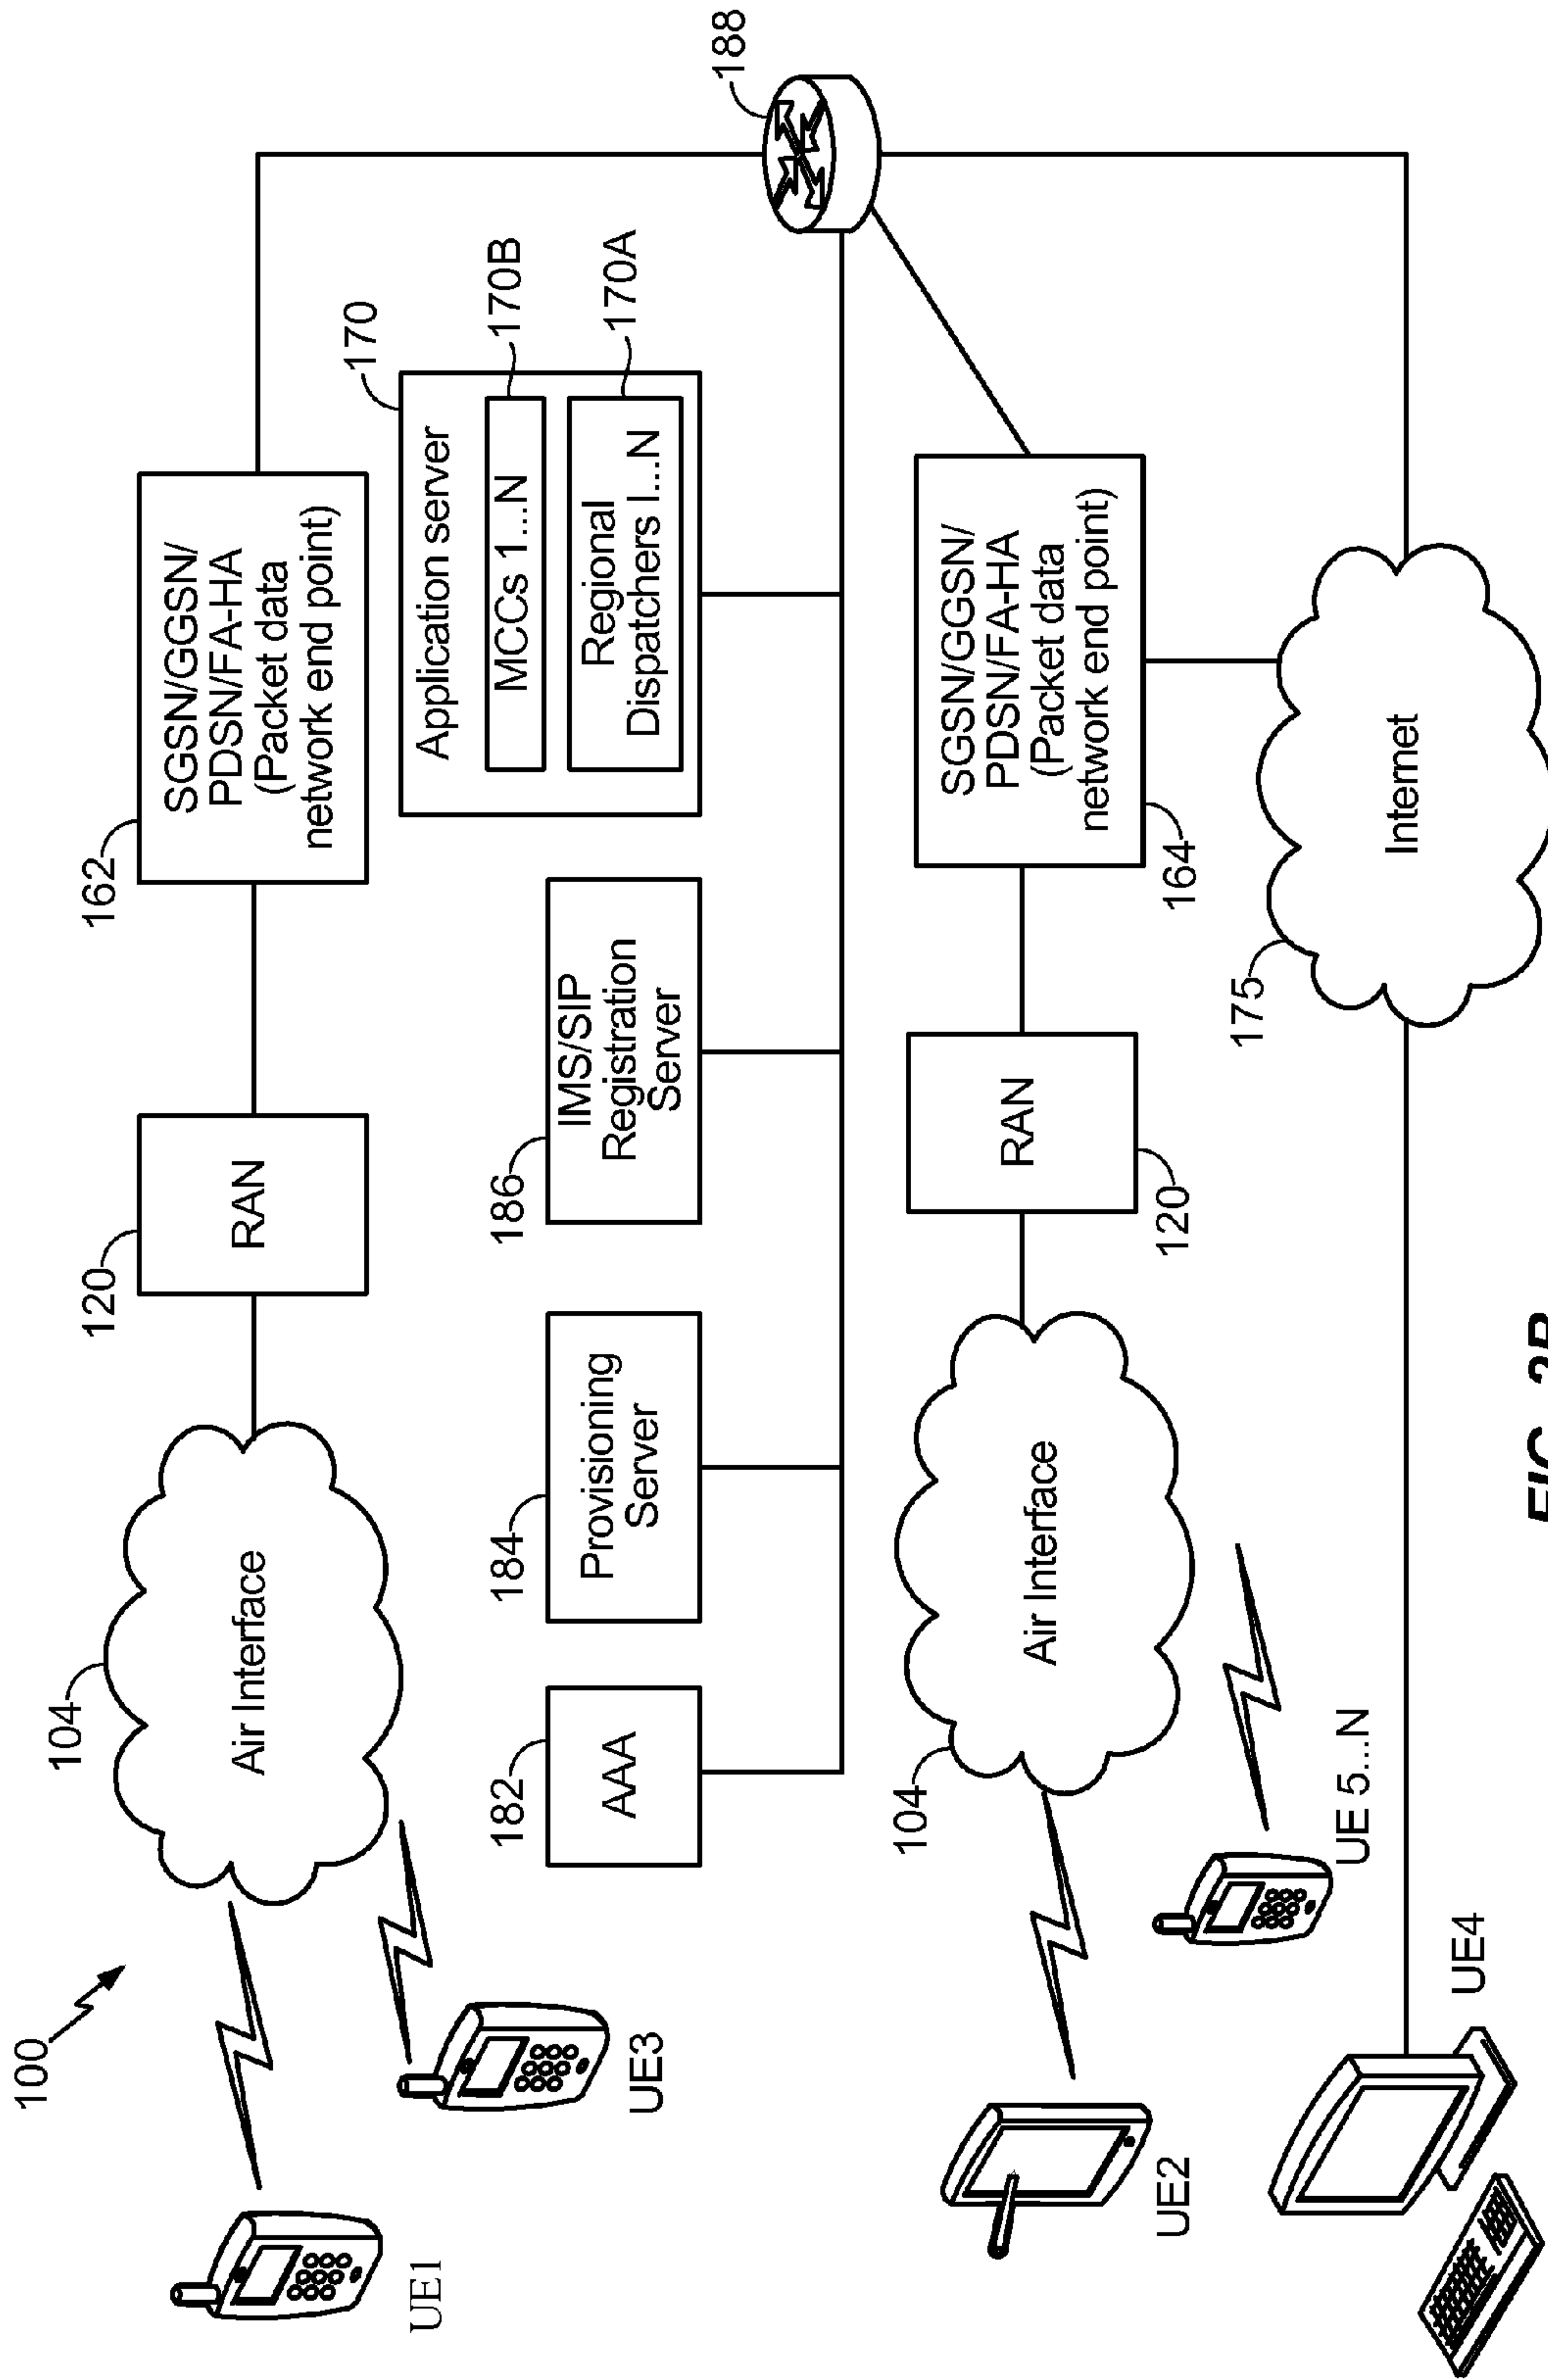 100
104
Air Interface
120
RAN
162
SGSN/GGSN/
PDSN/FA-HA
(Packet data
network end point)
UE1
UE3
182
AAA
184
Provisioning
Server
186
IMS/SIP
Registration
Server
170
Application server
MCCs 1...N
170B
Regional
Dispatchers I...N
170A
188
104
Air Interface
120
RAN
164
SGSN/GGSN/
PDSN/FA-HA
(Packet data
network end point)
UE2
UE 5...N
175
Internet
UE4